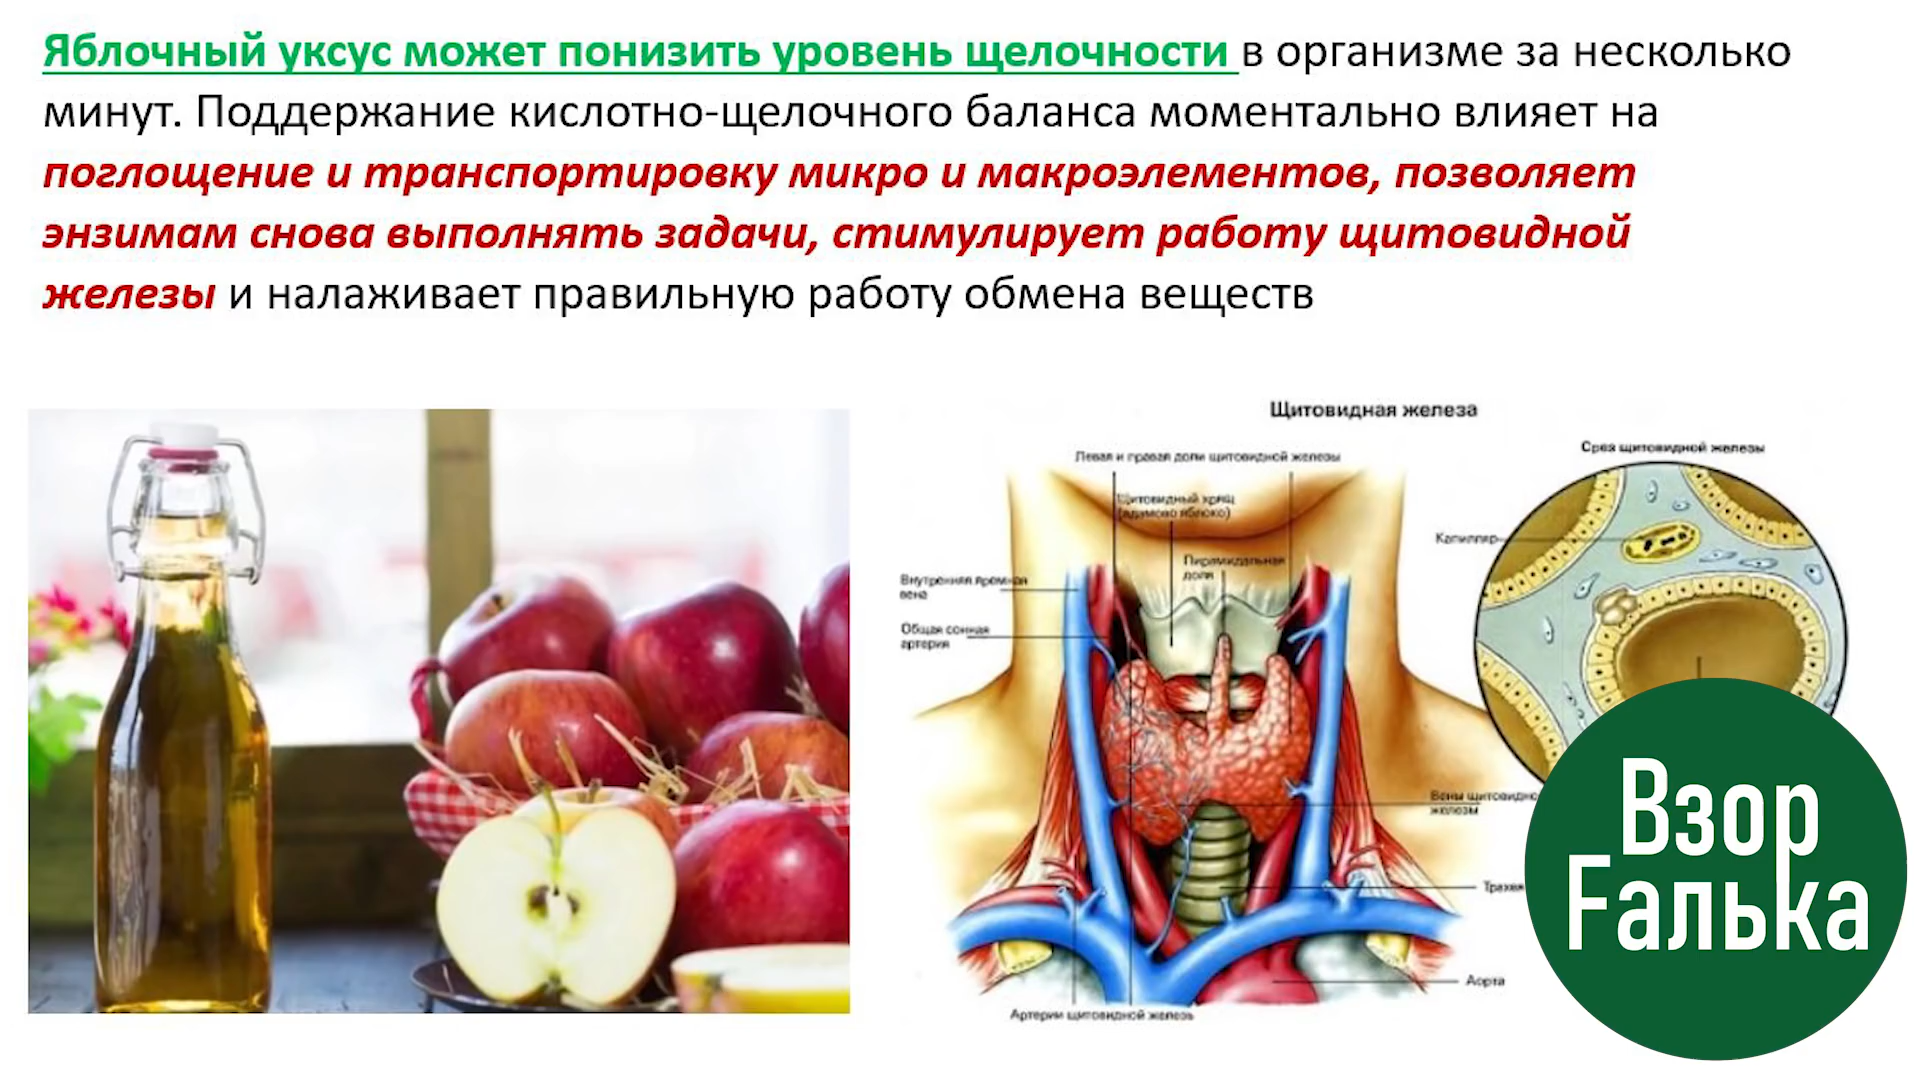 Яблочный уксус может понизить уровень щелочности в организме за несколько
минут. Поддержание кислотно-щелочного баланса моментально влияет на
поглощение и транспортировку микро и макроэлементов, позволяет
энзимам снова выполнять задачи, стимулирует работу щитовидной
железы и налаживает правильную работу обмена веществ
Щитовидная железа
Срез щитовидной железы
Левая и правая доли щитовидной железы
Щитовидный хрящ
(адамово яблоко)
Капилляр
Пирамидальная
доля
Внутренняя яремная
вена
Общая сонная
артерия
Вены щитовидно
железы
Трахея
Аорта
Артерии щитовидной железы
Взор
Fалька